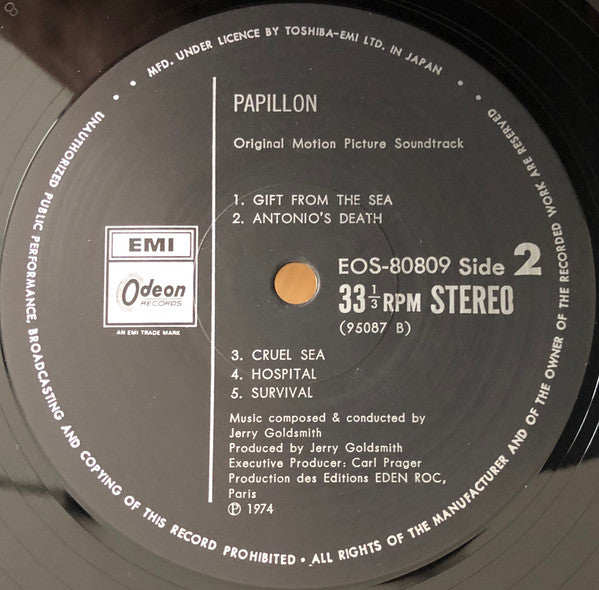 MFD. UNDER LICENCE BY TOSHIBA-EMI LTD. IN JAPAN
PAPILLON
Original Motion Picture Soundtrack
1. GIFT FROM THE SEA
2. ANTONIO'S DEATH
EMI
Odeon
RECORDS
AN EMI TRADE MARK
EOS-80809 Side 2
33 1/3 RPM STEREO
(95087 B)
3. CRUEL SEA
4. HOSPITAL
5. SURVIVAL
Music composed & conducted by
Jerry Goldsmith
Produced by Jerry Goldsmith
Executive Producer: Carl Prager
Production des Editions EDEN ROC,
Paris
℗ 1974
UNAUTHORIZED PUBLIC PERFORMANCE, BROADCASTING AND COPYING OF THIS RECORD PROHIBITED • ALL RIGHTS OF THE MANUFACTURER AND OF THE OWNER OF THE RECORDED WORK ARE RESERVED